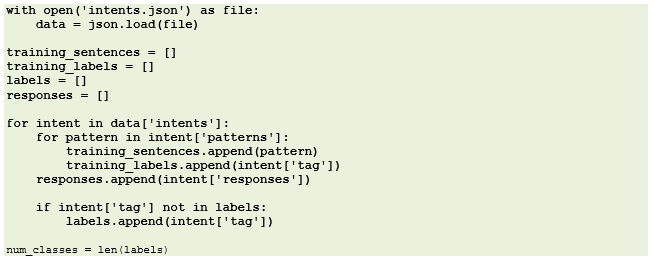 with open('intents.json') as file:
    data = json.load(file)

training_sentences = []
training_labels = []
labels = []
responses = []

for intent in data['intents']:
    for pattern in intent['patterns']:
        training_sentences.append(pattern)
        training_labels.append(intent['tag'])
    responses.append(intent['responses'])

    if intent['tag'] not in labels:
        labels.append(intent['tag'])

num_classes = len(labels)